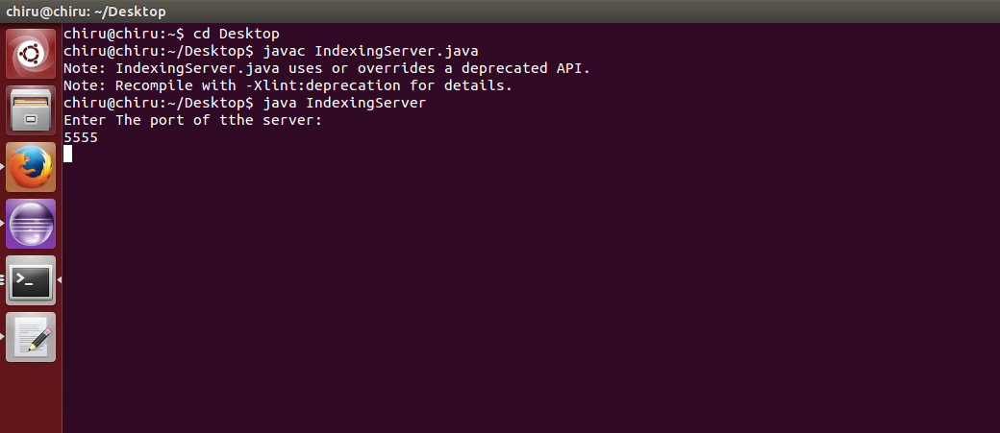 chiru@chiru: ~/Desktop
chiru@chiru:~$ cd Desktop
chiru@chiru:~/Desktop$ javac IndexingServer.java
Note: IndexingServer.java uses or overrides a deprecated API.
Note: Recompile with -Xlint:deprecation for details.
chiru@chiru:~/Desktop$ java IndexingServer
Enter The port of tthe server:
5555